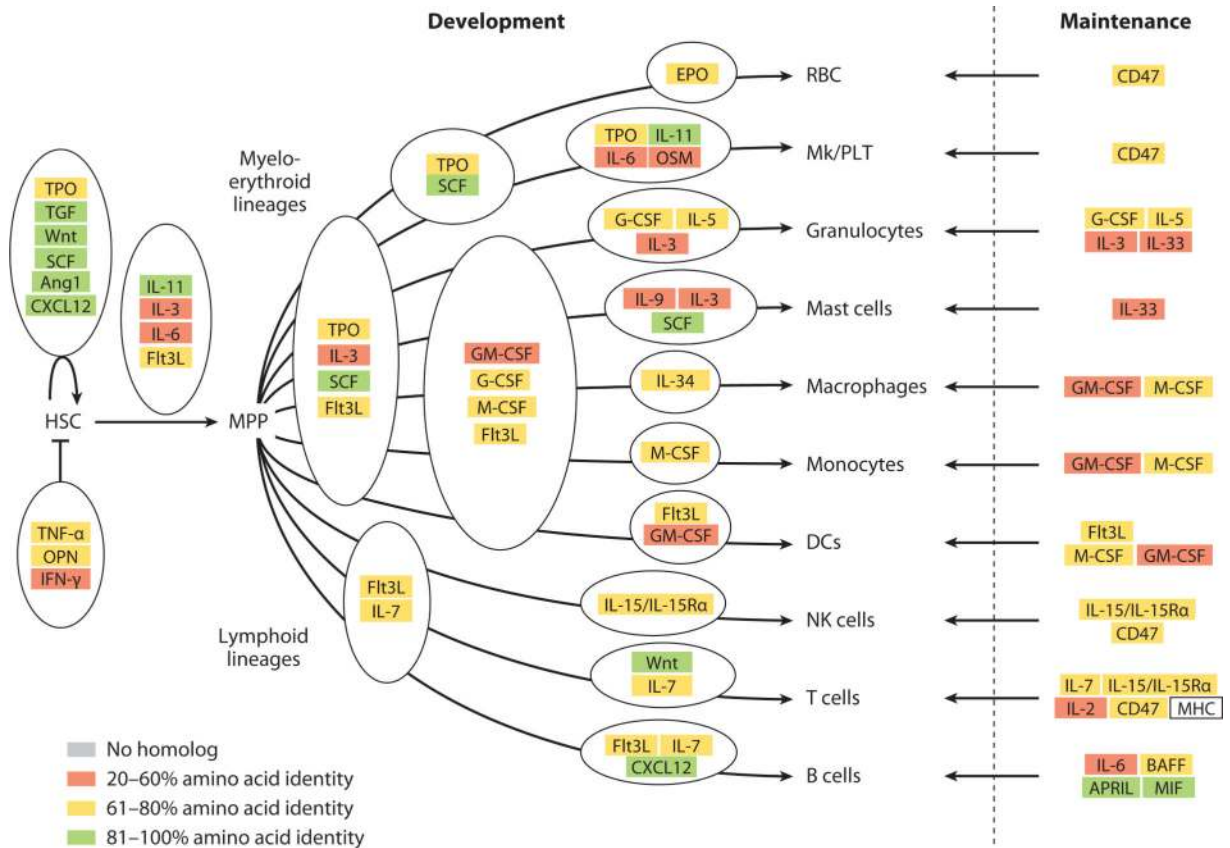 Development
Maintenance
EPO
RBC
CD47
TPO IL-11
IL-6 OSM
Mk/PLT
CD47
Myelo-
erythroid
lineages
TPO
SCF
TPO
TGF
Wnt
SCF
Ang1
CXCL12
G-CSF IL-5
IL-3
Granulocytes
G-CSF IL-5
IL-3 IL-33
IL-11
IL-3
IL-6
Flt3L
IL-9 IL-3
SCF
Mast cells
IL-33
TPO
IL-3
SCF
Flt3L
GM-CSF
G-CSF
M-CSF
Flt3L
IL-34
Macrophages
GM-CSF M-CSF
HSC
MPP
M-CSF
Monocytes
GM-CSF M-CSF
TNF-α
OPN
IFN-γ
Flt3L
GM-CSF
DCs
Flt3L
M-CSF GM-CSF
Flt3L
IL-7
IL-15/IL-15Rα
NK cells
IL-15/IL-15Rα
CD47
Lymphoid
lineages
Wnt
IL-7
T cells
IL-7 IL-15/IL-15Rα
IL-2 CD47 MHC
Flt3L IL-7
CXCL12
B cells
IL-6 BAFF
APRIL MIF
No homolog
20–60% amino acid identity
61–80% amino acid identity
81–100% amino acid identity